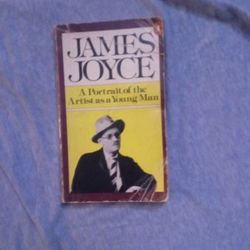 JAMES
JOYCE
A Portrait of the
Artist as a Young Man